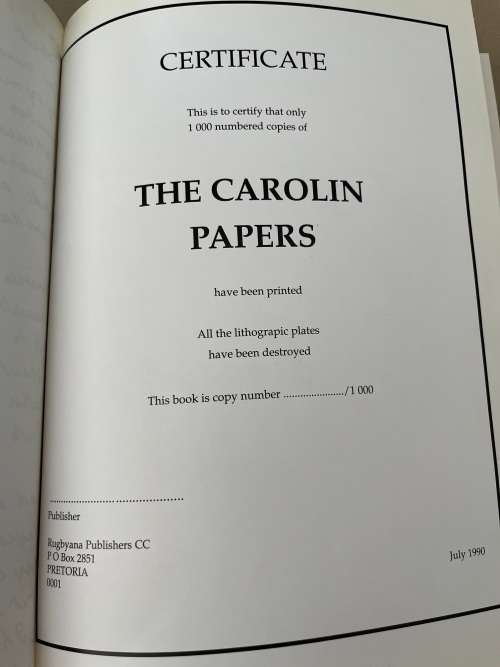 CERTIFICATE
This is to certify that only
1 000 numbered copies of
THE CAROLIN
PAPERS
have been printed
All the lithograpic plates
have been destroyed
This book is copy number ....................../1 000
............................................
Publisher
Rugbyana Publishers CC
P O Box 2851
PRETORIA
0001
July 1990